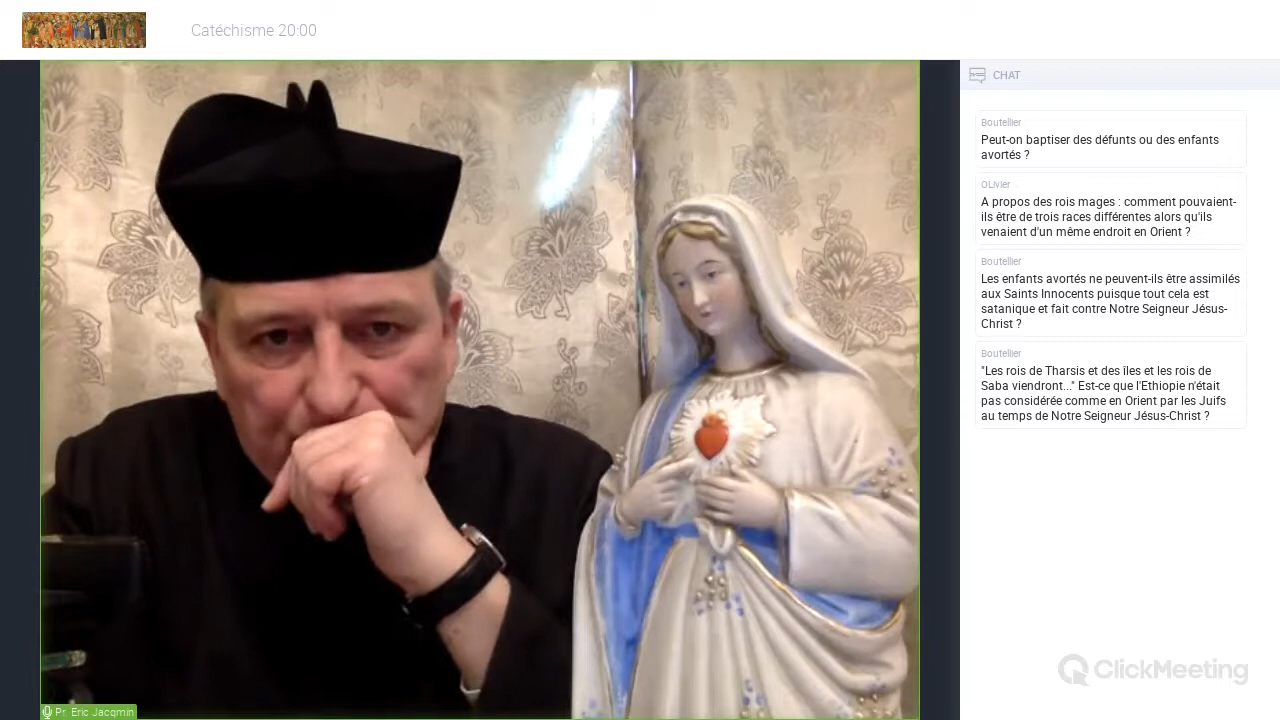 Catéchisme 20:00
CHAT
Boutellier
Peut-on baptiser des défunts ou des enfants
avortés ?
OLivier
A propos des rois mages : comment pouvaient-
ils être de trois races différentes alors qu'ils
venaient d'un même endroit en Orient ?
Boutellier
Les enfants avortés ne peuvent-ils être assimilés
aux Saints Innocents puisque tout cela est
satanique et fait contre Notre Seigneur Jésus-
Christ ?
Boutellier
"Les rois de Tharsis et des îles et les rois de
Saba viendront..." Est-ce que l'Ethiopie n'était
pas considérée comme en Orient par les Juifs
au temps de Notre Seigneur Jésus-Christ ?
ClickMeeting
Pr. Eric Jacqmin